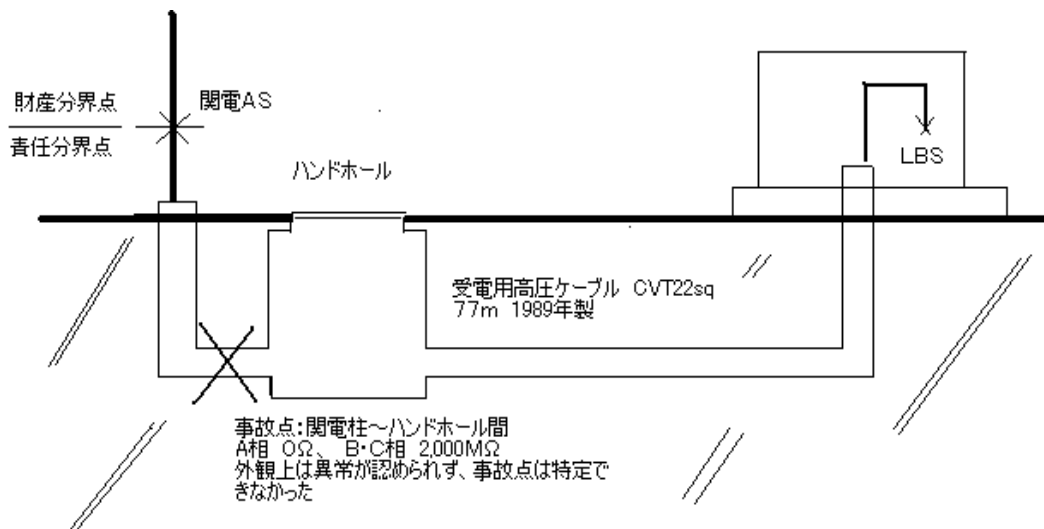 財産分界点
責任分界点
関電AS
ハンドホール
LBS
受電用高圧ケーブル CVT22sq
77m 1989年製
事故点:関電柱～ハンドホール間
A相 0Ω、 B・C相 2,000MΩ
外観上は異常が認められず、事故点は特定で
きなかった